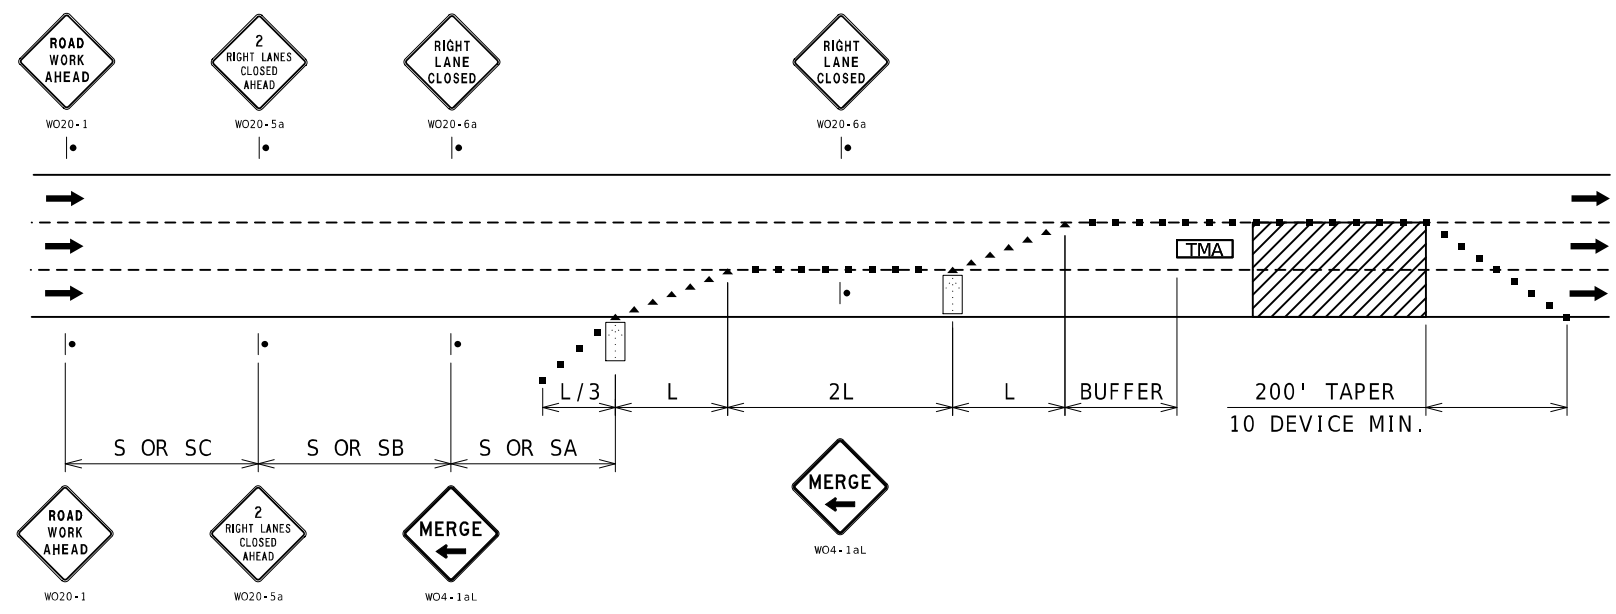 ROAD
WORK
AHEAD
WO20-1
2
RIGHT LANES
CLOSED
AHEAD
WO20-5a
RIGHT
LANE
CLOSED
WO20-6a
RIGHT
LANE
CLOSED
WO20-6a
TMA
L/3
L
2L
L
BUFFER
200' TAPER
10 DEVICE MIN.
S OR SC
S OR SB
S OR SA
ROAD
WORK
AHEAD
WO20-1
2
RIGHT LANES
CLOSED
AHEAD
WO20-5a
MERGE
WO4-1aL
MERGE
WO4-1aL